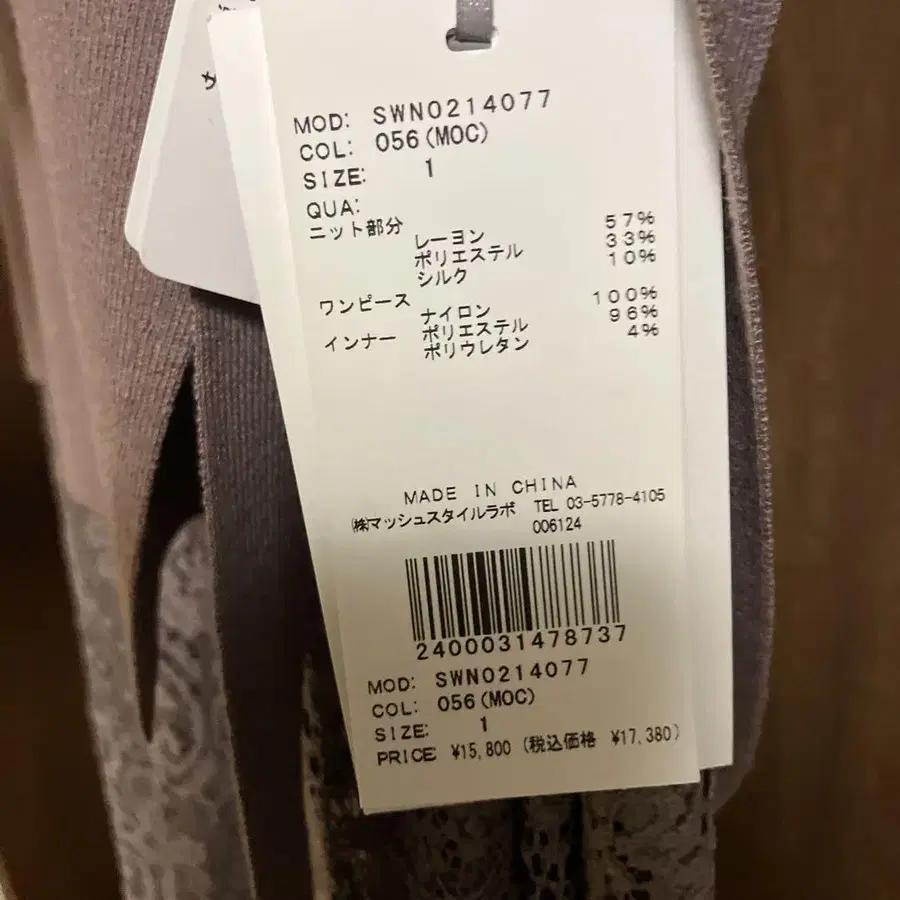 MOD: SWN0214077
COL: 056(MOC)
SIZE: 1
QUA:
ニット部分
レーヨン 57%
ポリエステル 33%
シルク 10%
ワンピース
ナイロン 100%
インナー ポリエステル 96%
ポリウレタン 4%
MADE IN CHINA
㈱マッシュスタイルラボ TEL 03-5778-4105
006124
2400031478737
MOD: SWN0214077
COL: 056(MOC)
SIZE: 1
PRICE ¥15,800 (税込価格 ¥17,380)